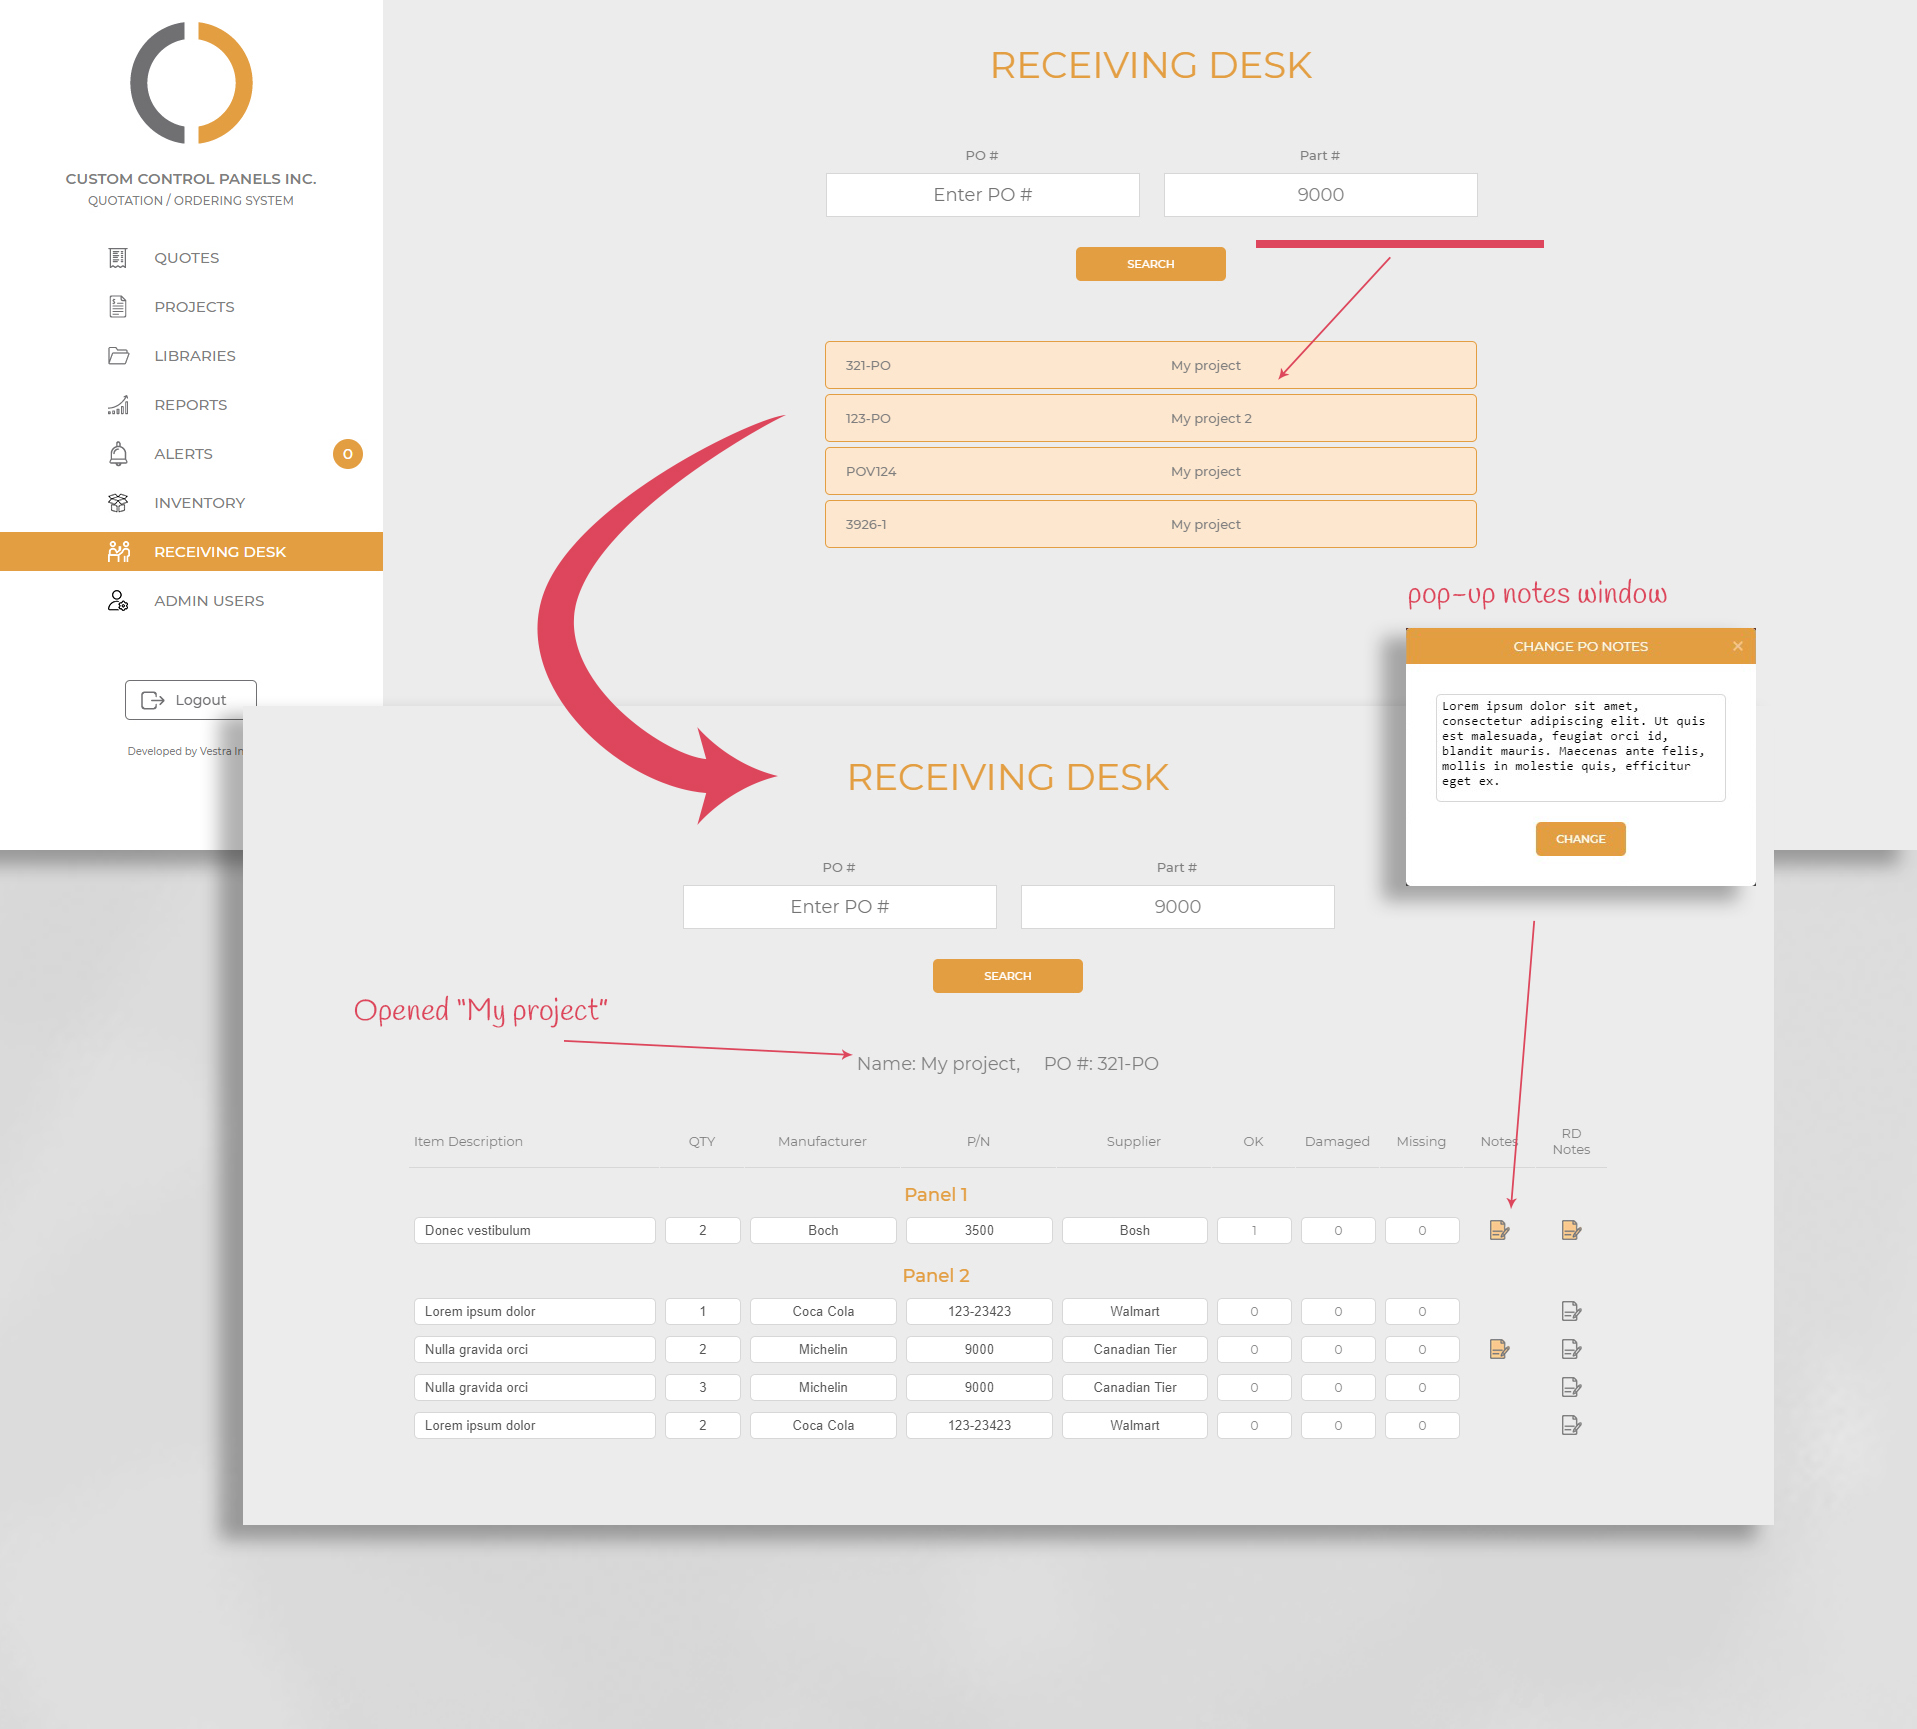 CUSTOM CONTROL PANELS INC.
QUOTATION / ORDERING SYSTEM
QUOTES
PROJECTS
LIBRARIES
REPORTS
ALERTS 0
INVENTORY
RECEIVING DESK
ADMIN USERS
Logout
Developed by Vestra In
RECEIVING DESK
PO # Part #
Enter PO # 9000
SEARCH
321-PO My project
123-PO My project 2
POV124 My project
3926-1 My project
pop-up notes window
CHANGE PO NOTES ×
Lorem ipsum dolor sit amet,
consectetur adipiscing elit. Ut quis
est malesuada, feugiat orci id,
blandit mauris. Maecenas ante felis,
mollis in molestie quis, efficitur
eget ex.
CHANGE
RECEIVING DESK
PO # Part #
Enter PO # 9000
SEARCH
Opened "My project"
Name: My project, PO #: 321-PO
Item Description QTY Manufacturer P/N Supplier OK Damaged Missing Notes RD Notes
Panel 1
Donec vestibulum 2 Boch 3500 Bosh 1 0 0
Panel 2
Lorem ipsum dolor 1 Coca Cola 123-23423 Walmart 0 0 0
Nulla gravida orci 2 Michelin 9000 Canadian Tier 0 0 0
Nulla gravida orci 3 Michelin 9000 Canadian Tier 0 0 0
Lorem ipsum dolor 2 Coca Cola 123-23423 Walmart 0 0 0